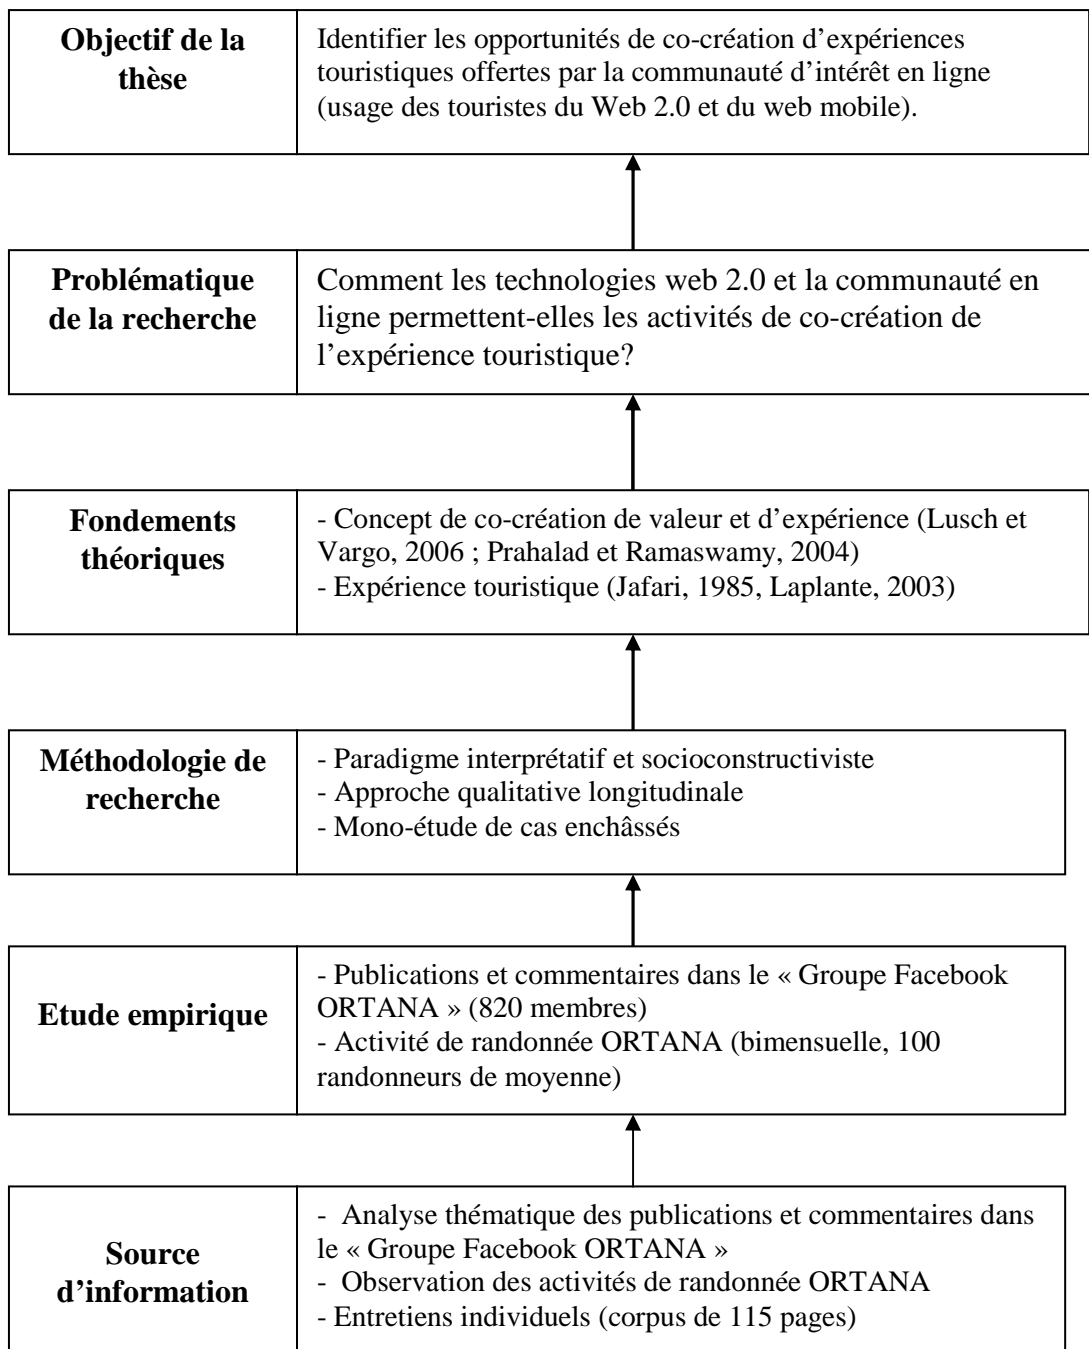 Objectif de la
thèse
Identifier les opportunités de co-création d’expériences
touristiques offertes par la communauté d’intérêt en ligne
(usage des touristes du Web 2.0 et du web mobile).
Problématique
de la recherche
Comment les technologies web 2.0 et la communauté en
ligne permettent-elles les activités de co-création de
l’expérience touristique?
Fondements
théoriques
- Concept de co-création de valeur et d’expérience (Lusch et
Vargo, 2006 ; Prahalad et Ramaswamy, 2004)
- Expérience touristique (Jafari, 1985, Laplante, 2003)
Méthodologie de
recherche
- Paradigme interprétatif et socioconstructiviste
- Approche qualitative longitudinale
- Mono-étude de cas enchâssés
Etude empirique
- Publications et commentaires dans le « Groupe Facebook
ORTANA » (820 membres)
- Activité de randonnée ORTANA (bimensuelle, 100
randonneurs de moyenne)
Source
d’information
- Analyse thématique des publications et commentaires dans
le « Groupe Facebook ORTANA »
- Observation des activités de randonnée ORTANA
- Entretiens individuels (corpus de 115 pages)